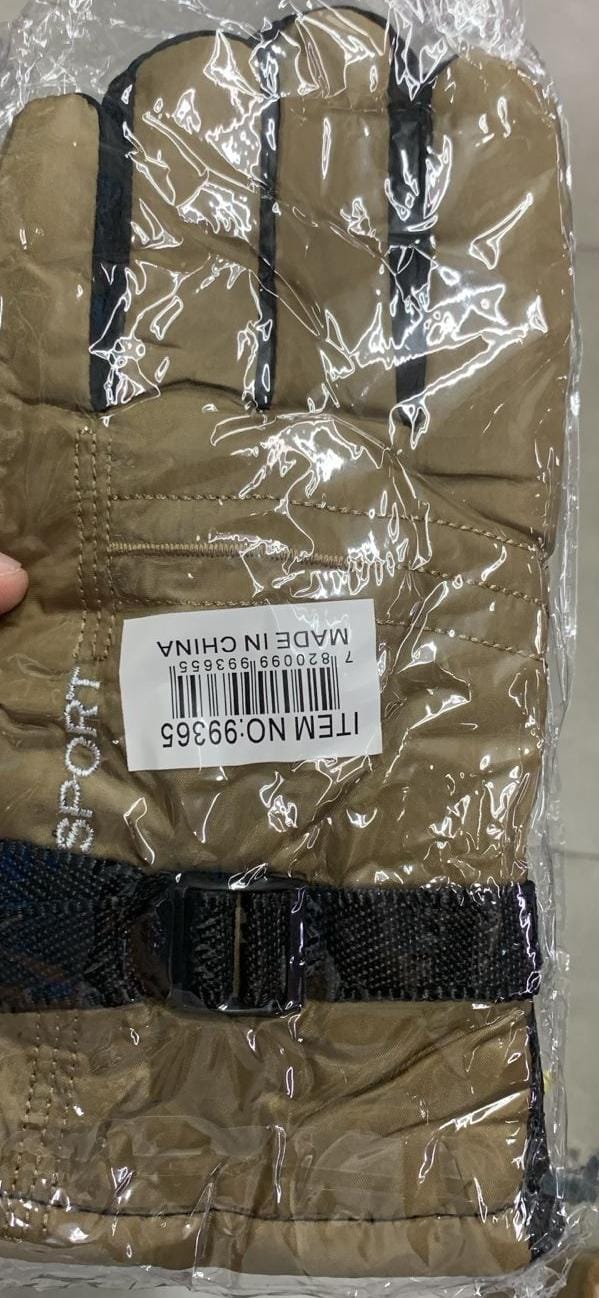 ITEM NO:99365
7 820099 993655
MADE IN CHINA
SPORT